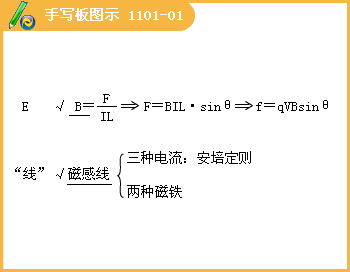 手写板图示 1101-01
E √ B=F/IL⇒F=BIL·sinθ⇒f=qVBsinθ
三种电流：安培定则
“线” √磁感线
两种磁铁